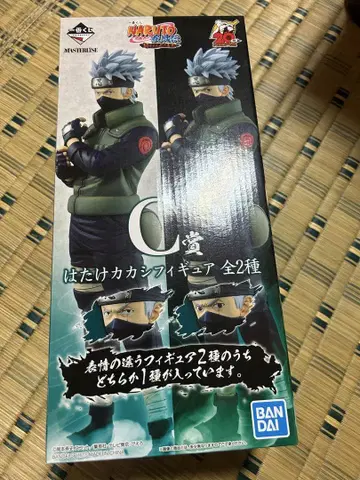 一番くじ
MASTERLISE
NARUTO
C賞
はたけカカシフィギュア 全2種
表情の違うフィギュア2種のうち
どちらか1種が入っています。
BAN
DAI